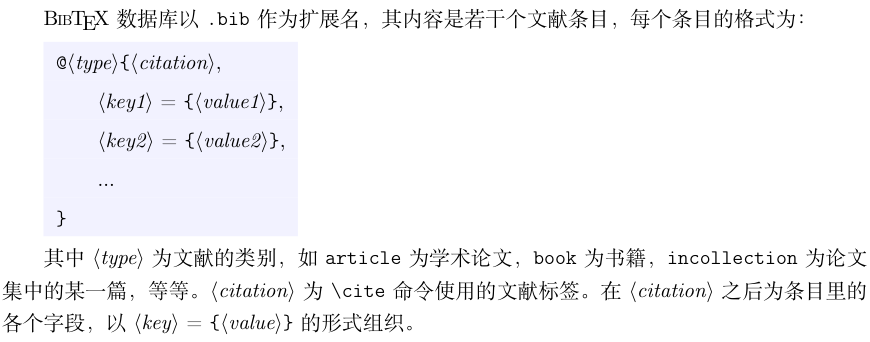 BIBTEX 数据库以 .bib 作为扩展名，其内容是若干个文献条目，每个条目的格式为：
@⟨type⟩{⟨citation⟩,
⟨key1⟩ = {⟨value1⟩},
⟨key2⟩ = {⟨value2⟩},
...
}
其中 ⟨type⟩ 为文献的类别，如 article 为学术论文，book 为书籍，incollection 为论文
集中的某一篇，等等。⟨citation⟩ 为 \cite 命令使用的文献标签。在 ⟨citation⟩ 之后为条目里的
各个字段，以 ⟨key⟩ = {⟨value⟩} 的形式组织。